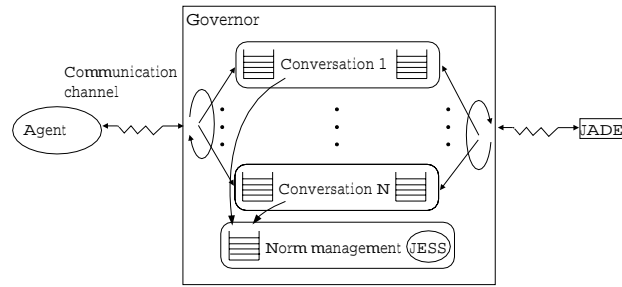 Governor
Conversation 1
Communication
channel
Agent
JADE
Conversation N
Norm management
JESS